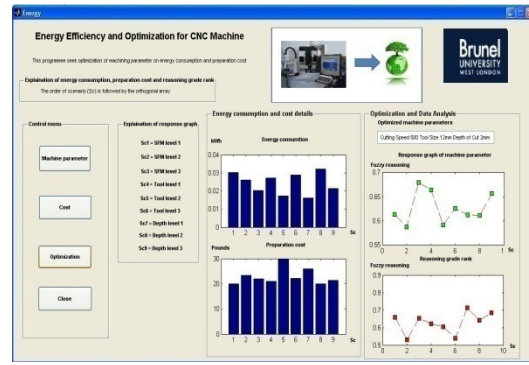 Energy
Energy Efficiency and Optimization for CNC Machine
This programme seek optimization of machining parameter on energy consumption and preparation cost
Explaination of energy consumption, preparation cost and reasoning grade rank
The order of scenario (Sc) is followed by the orthogonal array
Brunel
UNIVERSITY
WEST LONDON
Control menu
Machine parameter
Cost
Optimization
Close
Explaination of response graph
Sc1 = SFM level 1
Sc2 = SFM level 2
Sc3 = SFM level 3
Sc4 = Tool level 1
Sc5 = Tool level 2
Sc6 = Tool level 3
Sc7 = Depth level 1
Sc8 = Depth level 2
Sc9 = Depth level 3
Energy consumption and cost details
kWh
Energy consumtion
0.04
0.03
0.02
0.01
0
1 2 3 4 5 6 7 8 9 Sc
Pounds
Preparation cost
30
20
10
0
1 2 3 4 5 6 7 8 9 Sc
Optimization and Data Analysis
Optimized machine parameters
Cutting Speed 500 Tool Size 12mm Depth of Cut 2mm
Response graph of machine parameter
Fuzzy reasoning
0.7
0.65
0.6
0.55
0 2 4 6 8 1 Sc
Reasoning grade rank
Fuzzy reasoning
0.9
0.8
0.7
0.6
0.5
0 2 4 6 8 10 Sc